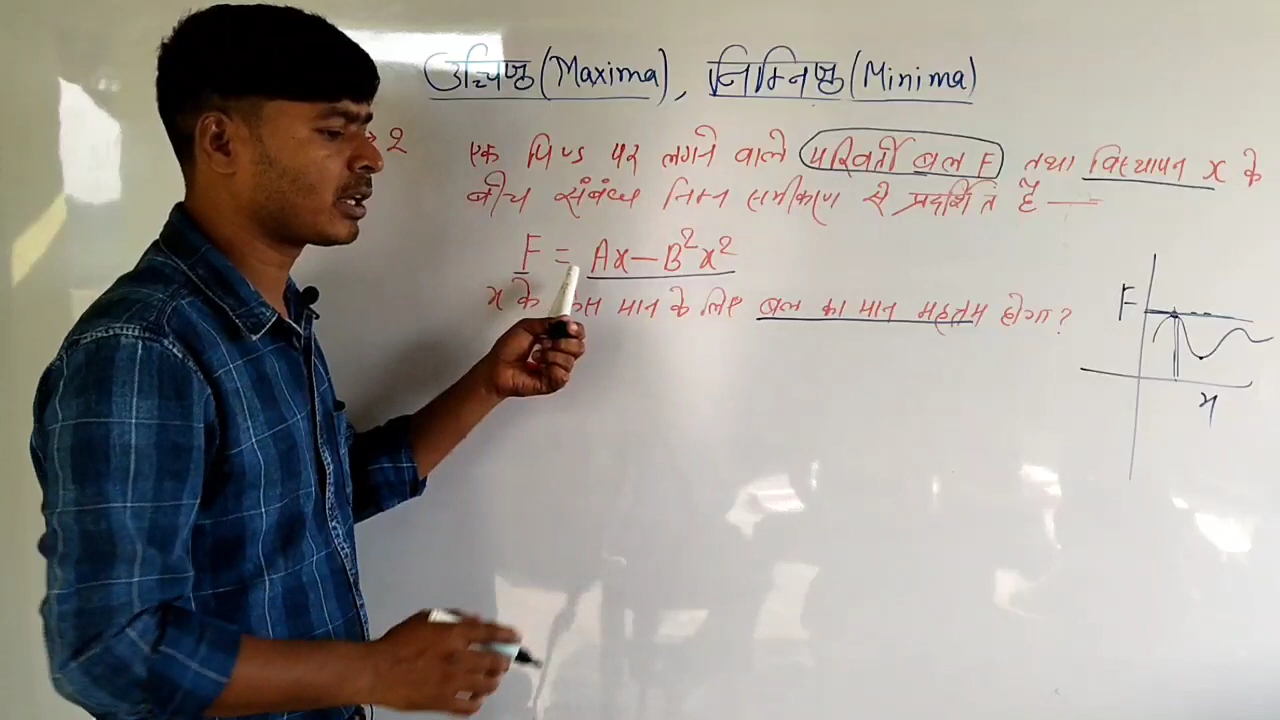 उच्चिष्ठ (Maxima), निम्निष्ठ (Minima)
→ २
एक पिण्ड पर लगने वाले परिवर्ती बल F तथा विस्थापन x के
बीच संबंध निम्न समीकरण से प्रदर्शित है —
F = Ax – B²x²
x के मान के लिए बल का मान महत्तम होगा?
F
x